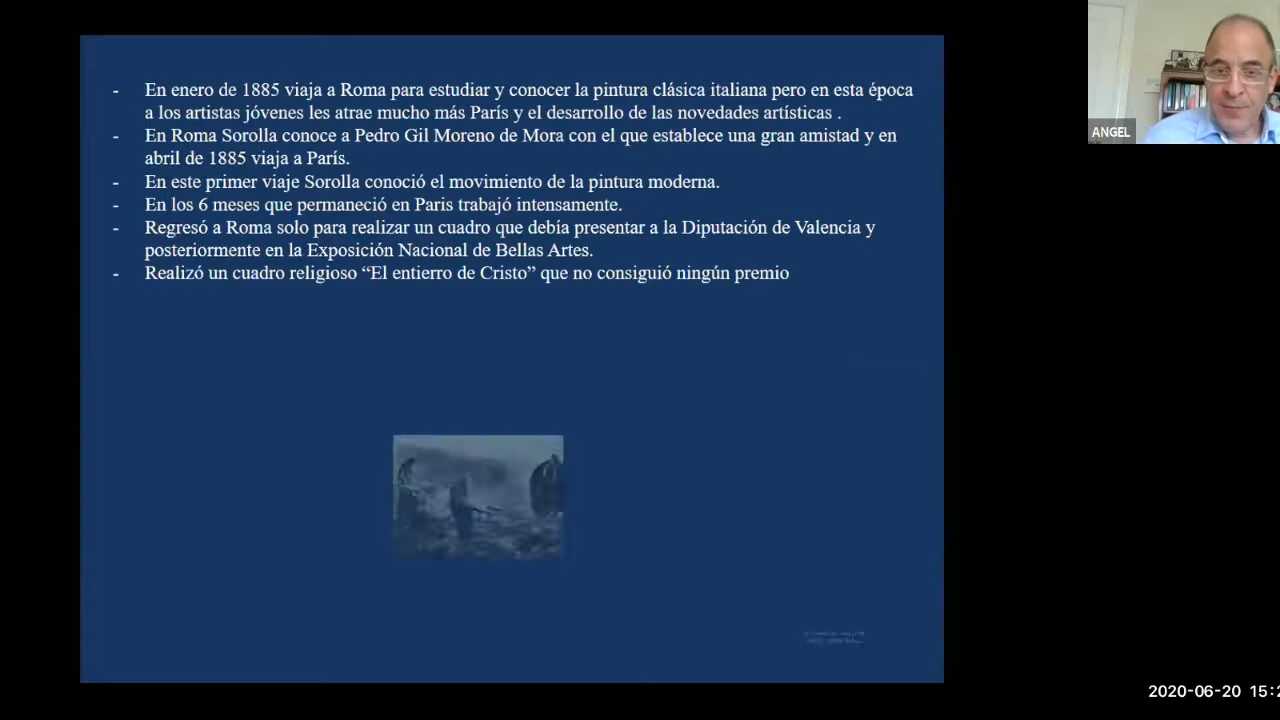 - En enero de 1885 viaja a Roma para estudiar y conocer la pintura clásica italiana pero en esta época
a los artistas jóvenes les atrae mucho más París y el desarrollo de las novedades artísticas .
- En Roma Sorolla conoce a Pedro Gil Moreno de Mora con el que establece una gran amistad y en
abril de 1885 viaja a París.
- En este primer viaje Sorolla conoció el movimiento de la pintura moderna.
- En los 6 meses que permaneció en Paris trabajó intensamente.
- Regresó a Roma solo para realizar un cuadro que debía presentar a la Diputación de Valencia y
posteriormente en la Exposición Nacional de Bellas Artes.
- Realizó un cuadro religioso “El entierro de Cristo” que no consiguió ningún premio
ANGEL
2020-06-20 15:2